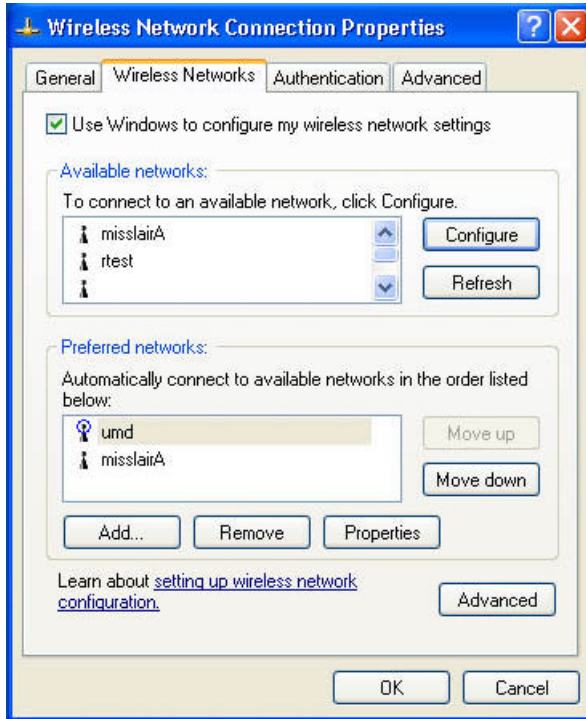 Wireless Network Connection Properties
General Wireless Networks Authentication Advanced
Use Windows to configure my wireless network settings
Available networks:
To connect to an available network, click Configure.
misslairA
rtest
Configure
Refresh
Preferred networks:
Automatically connect to available networks in the order listed
below:
umd
misslairA
Move up
Move down
Add... Remove Properties
Learn about setting up wireless network
configuration.
Advanced
OK Cancel